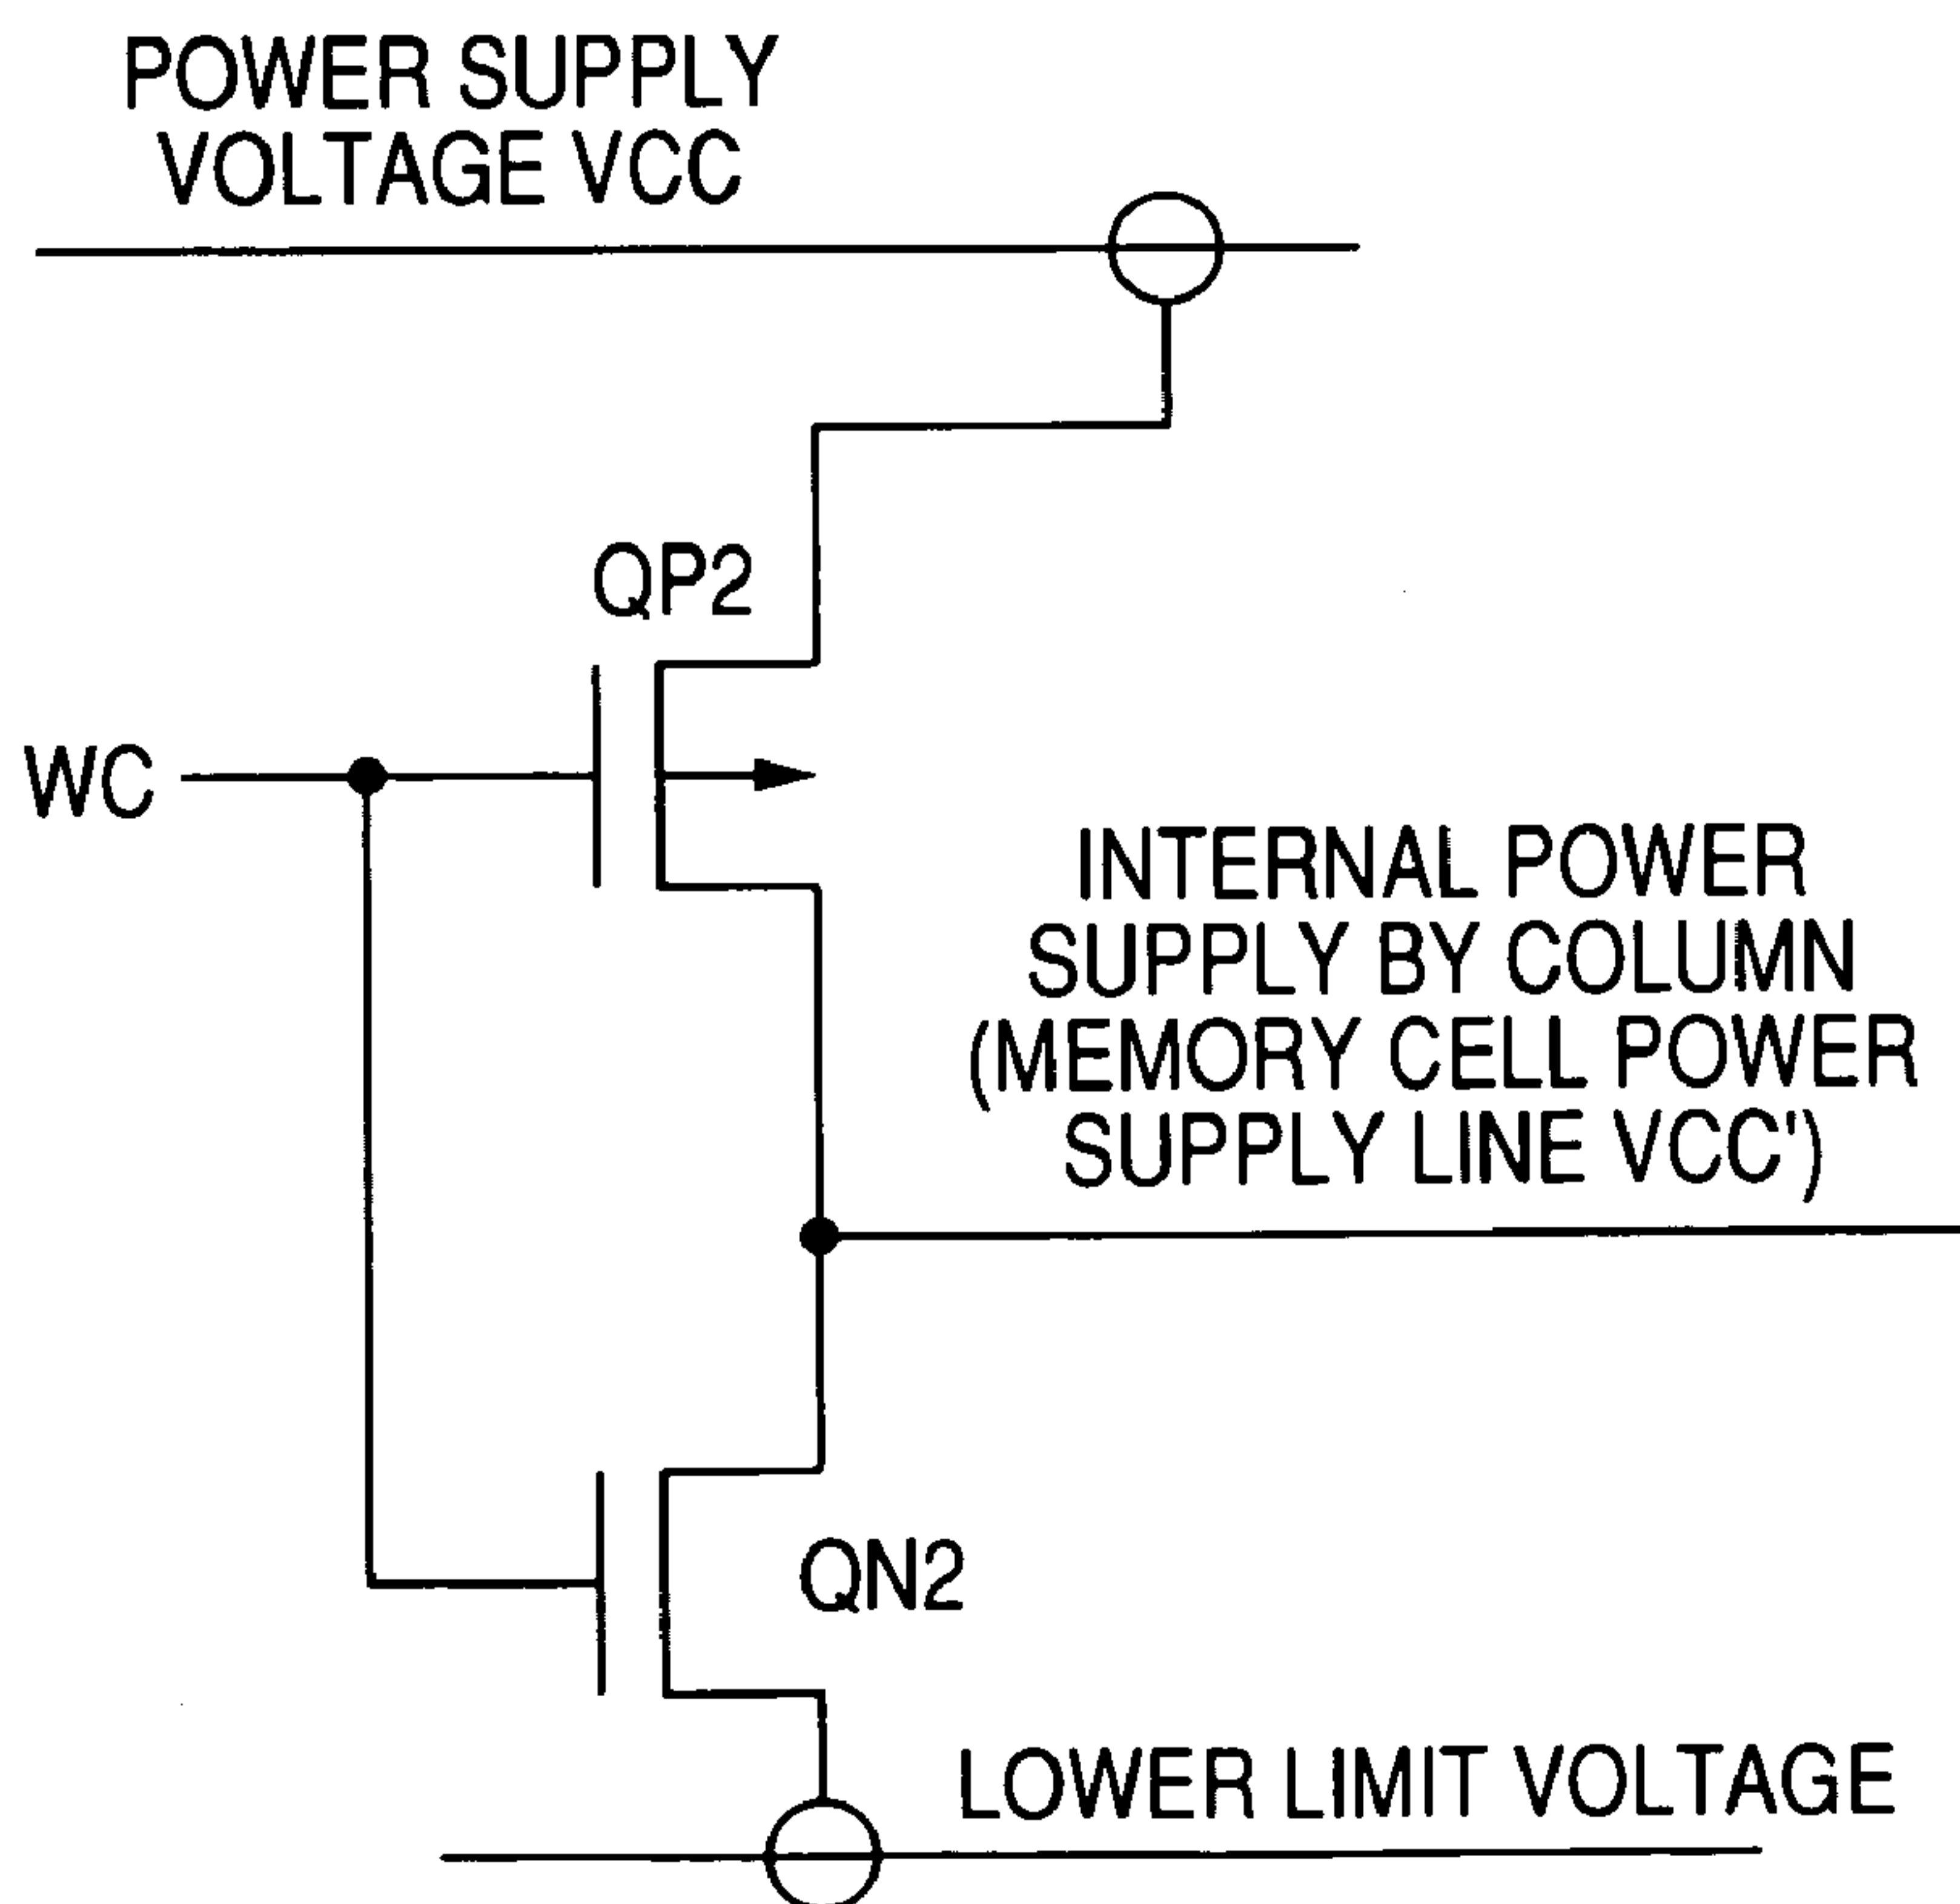 POWER SUPPLY
VOLTAGE VCC
QP2
WC
INTERNAL POWER
SUPPLY BY COLUMN
(MEMORY CELL POWER
SUPPLY LINE VCC')
QN2
LOWER LIMIT VOLTAGE